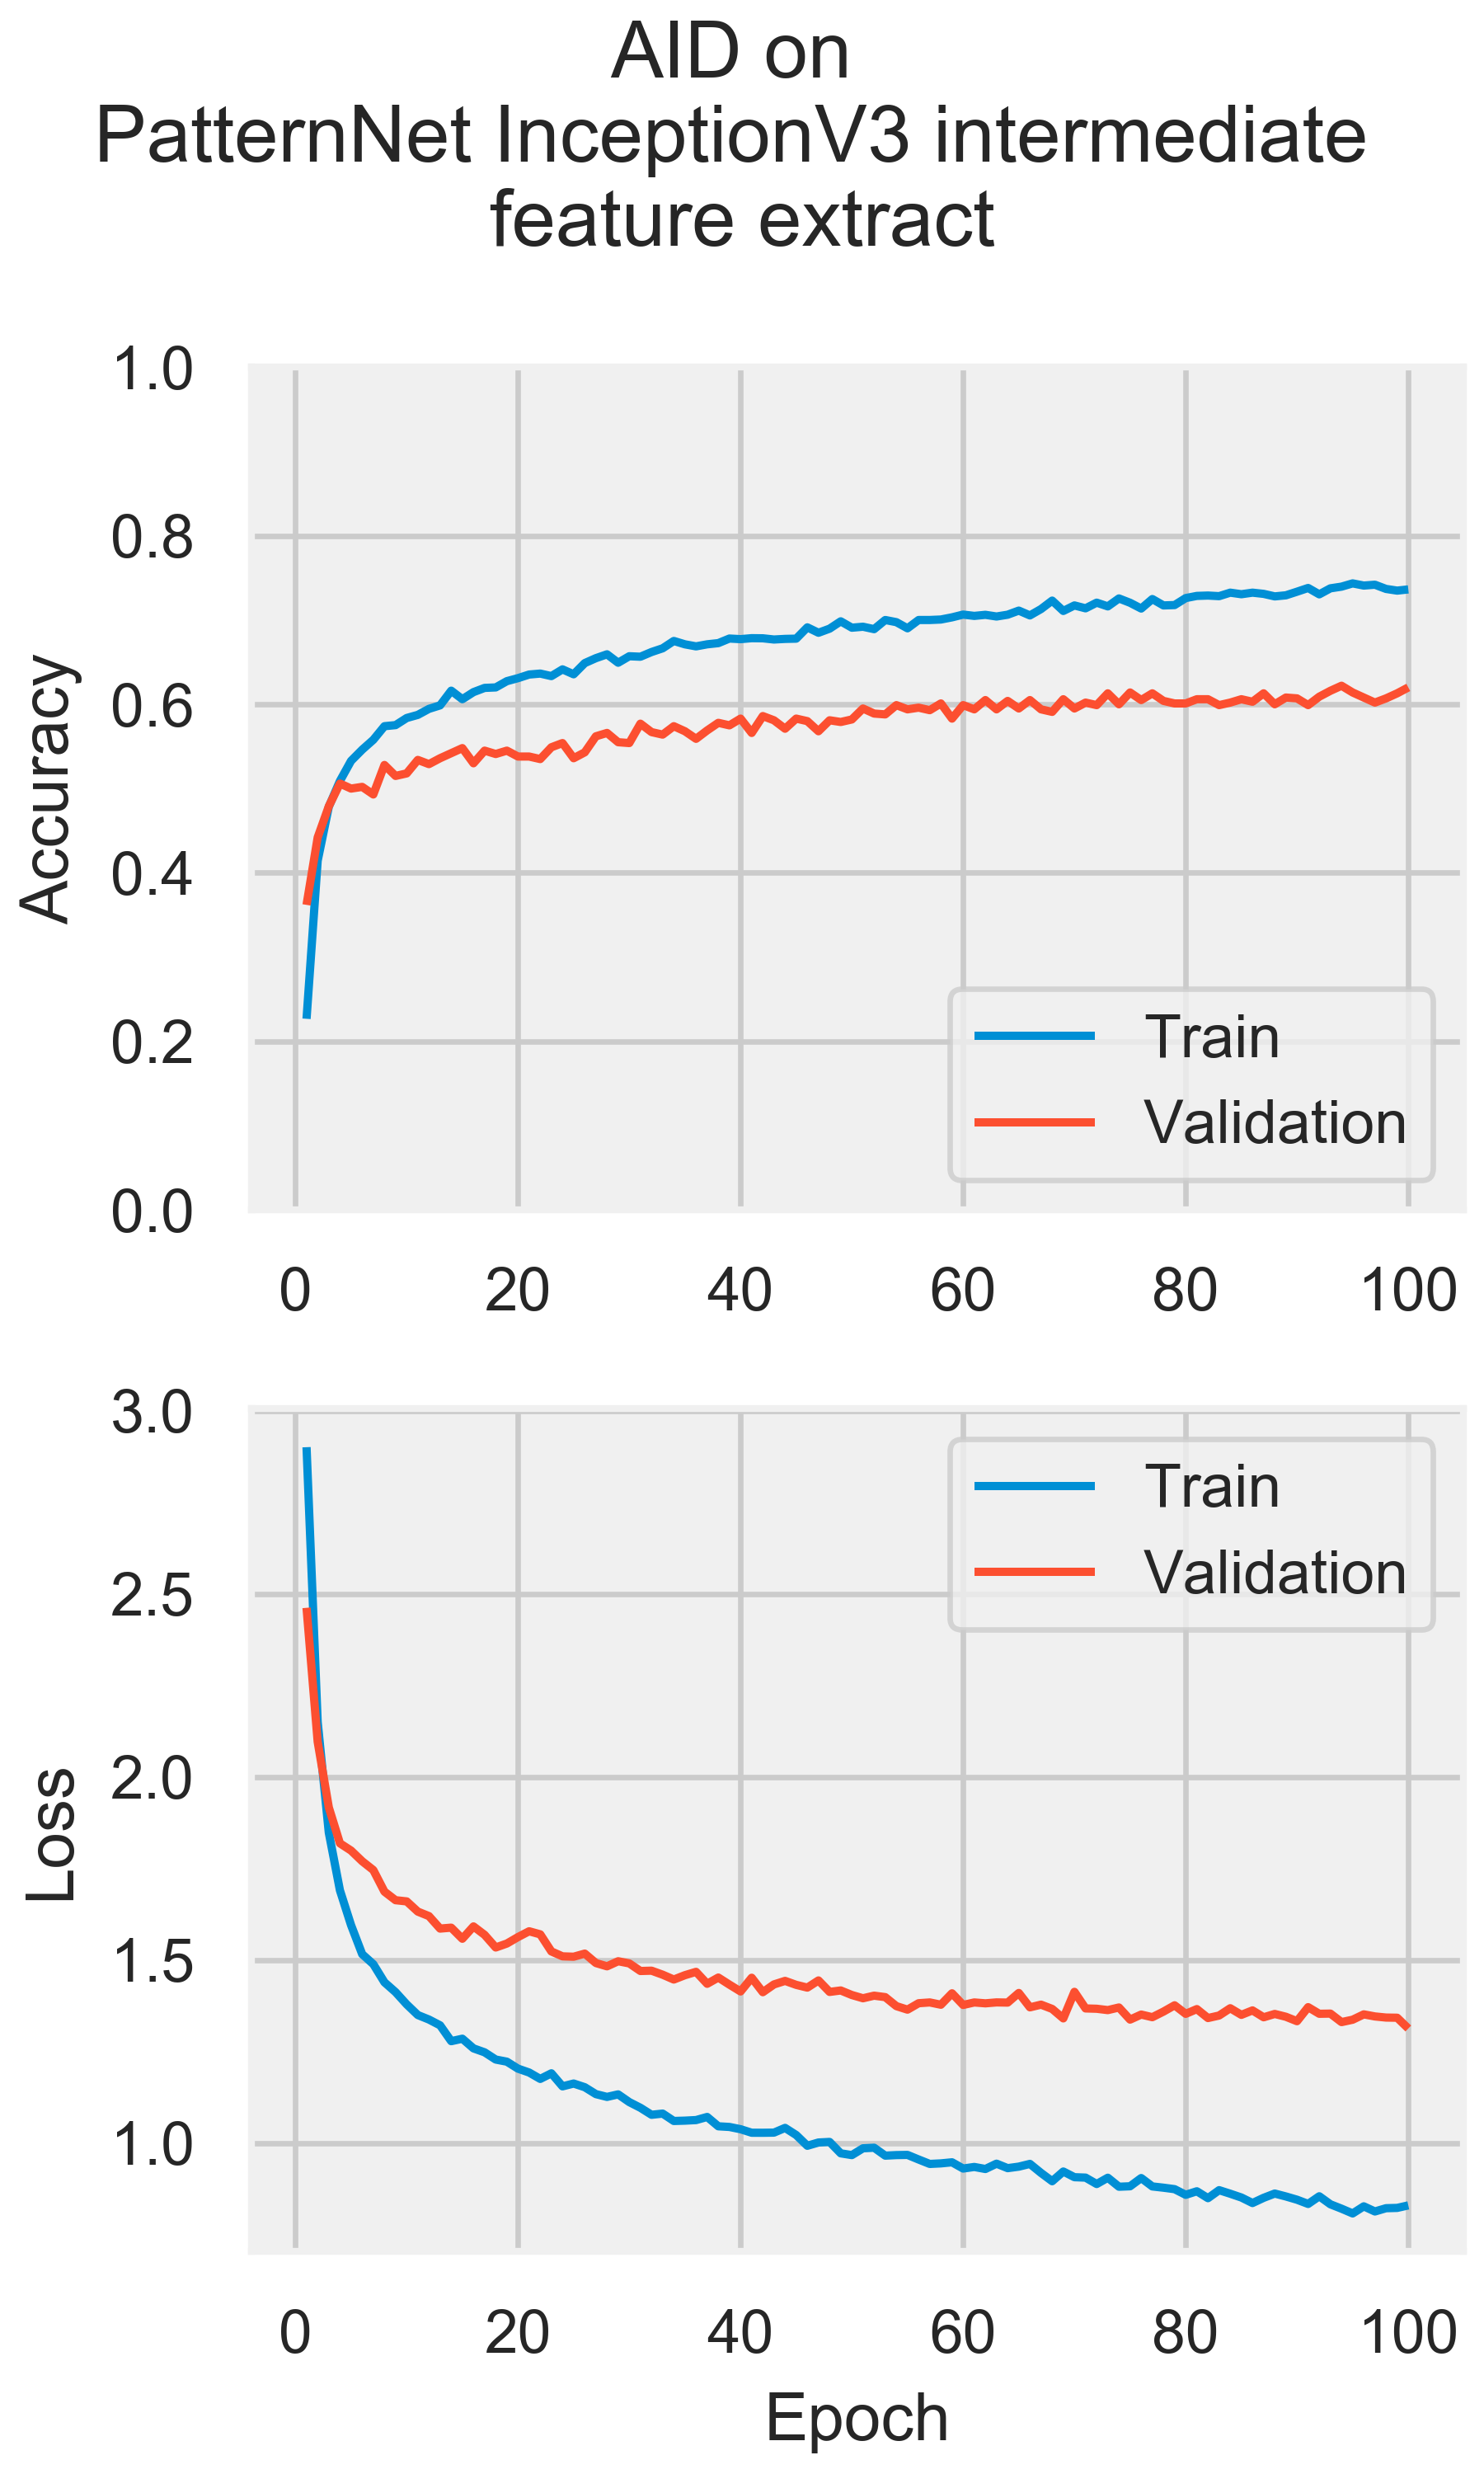 AID on
PatternNet InceptionV3 intermediate
feature extract
1.0
0.8
0.6
0.4
0.2
0.0
Accuracy
Train
Validation
0 20 40 60 80 100
3.0
2.5
2.0
1.5
1.0
Loss
Train
Validation
0 20 40 60 80 100
Epoch